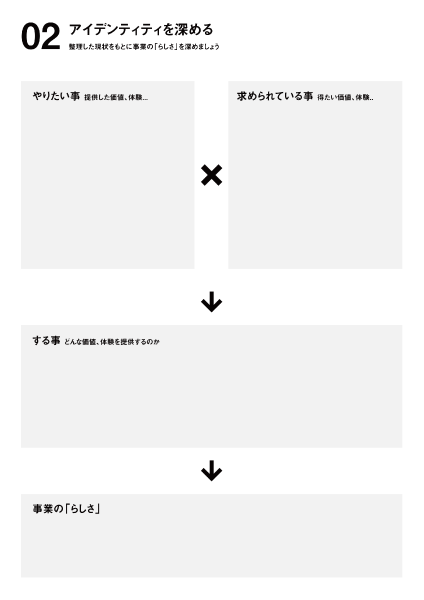 02 アイデンティティを深める
整理した現状をもとに事業の「らしさ」を深めましょう
やりたい事 提供した価値、体験...
求められている事 得たい価値、体験..
する事 どんな価値、体験を提供するのか
事業の「らしさ」